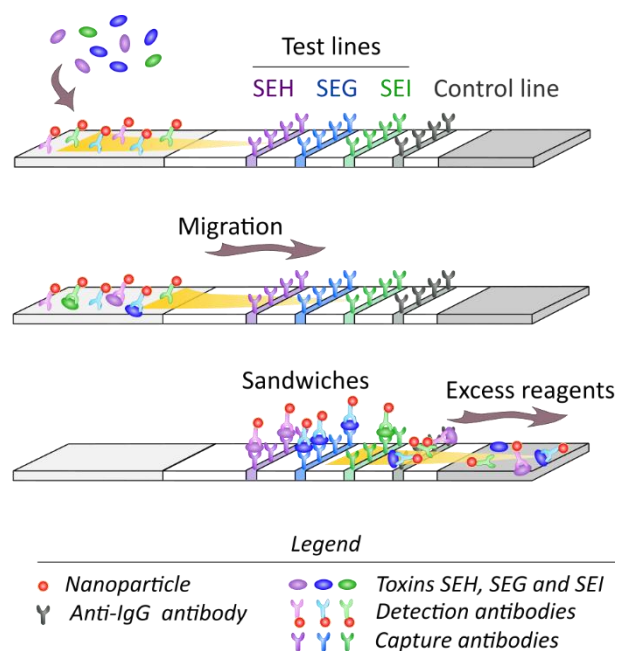 Test lines
SEH SEG SEI Control line
Migration
Sandwiches
Excess reagents
Legend
Nanoparticle
Toxins SEH, SEG and SEI
Anti-IgG antibody
Detection antibodies
Capture antibodies